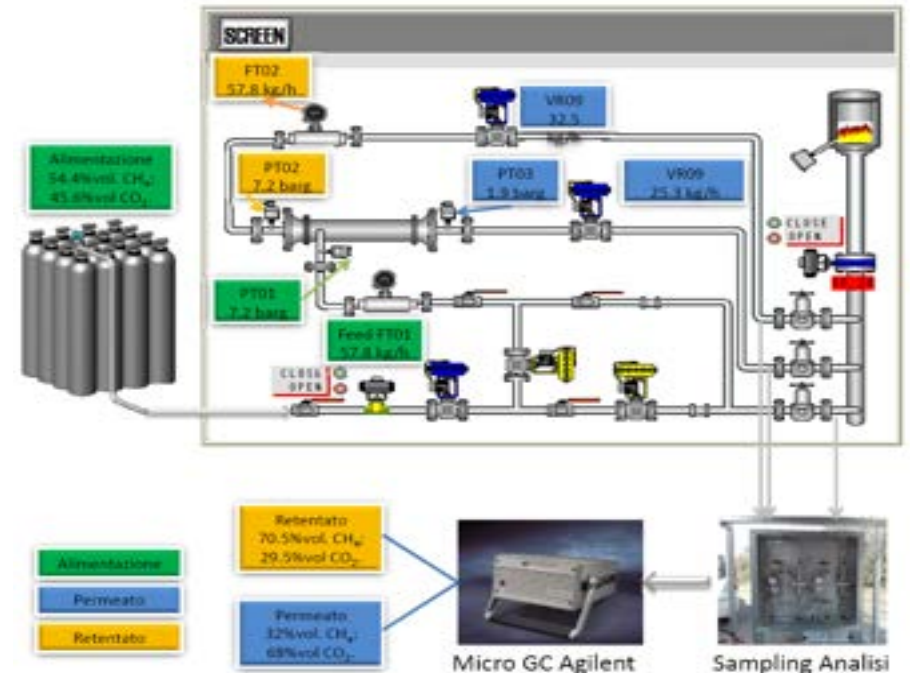 SCREEN
FT02
57.8 kg/h
VR09
32.5
kg/h
Alimentazione
54.4%vol. CH₄;
45.6%vol CO₂
PT02
7.2 barg
PT03
1.9 barg
VR09
25.3 kg/h
CLOSE
OPEN
PT01
7.2 barg
Feed FT01
57.8 kg/h
CLOSE
OPEN
Retentato
70.5%vol. CH₄;
29.5%vol CO₂
Alimentazione
Permeato
Retentato
Permeato
32%vol. CH₄;
68%vol CO₂
Micro GC Agilent
Sampling Analisi